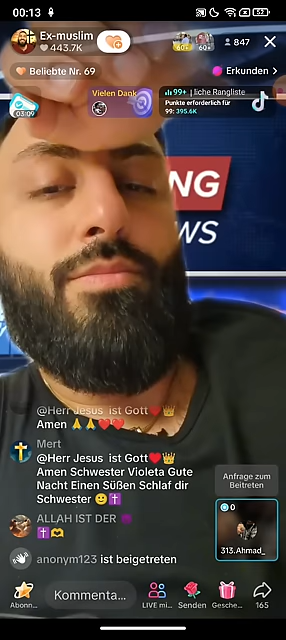 00:13
52
Ex-muslim
443.7K
60+
60+
847
Beliebte Nr. 69
Erkunden >
03:09
Vielen Dank
99+ | liche Rangliste
Punkte erforderlich für
99: 395.6K
NG
WS
@Herr Jesus ist Gott❤️👑
Amen 🙏🙏❤️❤️
Mert
@Herr Jesus ist Gott❤️👑
Amen Schwester Violeta Gute
Nacht Einen Süßen Schlaf dir
Schwester 🙂✝️
Anfrage zum
Beitreten
ALLAH IST DER 😈
✝️🫶
0
313.Ahmad_
anonym123 ist beigetreten
Abonn...
Kommenta...
LIVE mi...
Senden
Gesche...
165